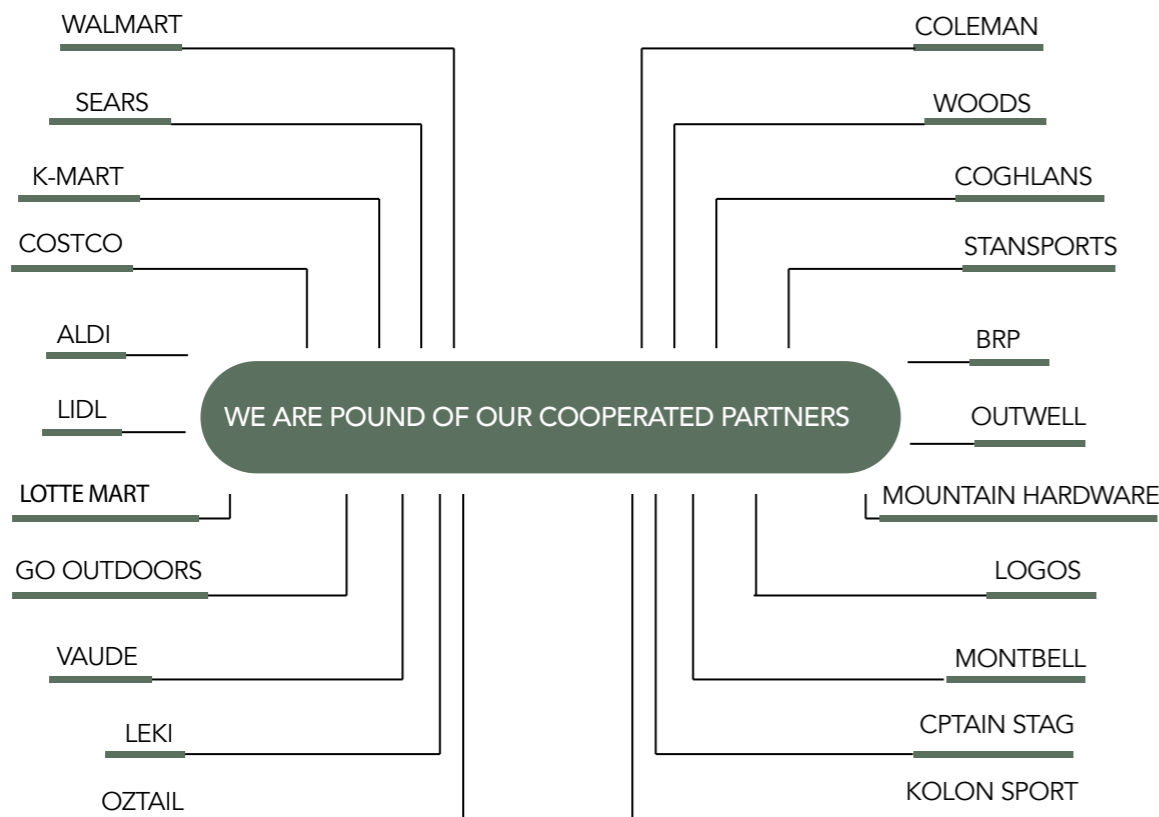 WALMART
COLEMAN
SEARS
WOODS
K-MART
COGHLANS
COSTCO
STANSPORTS
ALDI
BRP
WE ARE POUND OF OUR COOPERATED PARTNERS
LIDL
OUTWELL
LOTTE MART
MOUNTAIN HARDWARE
GO OUTDOORS
LOGOS
VAUDE
MONTBELL
LEKI
CPTAIN STAG
OZTAIL
KOLON SPORT